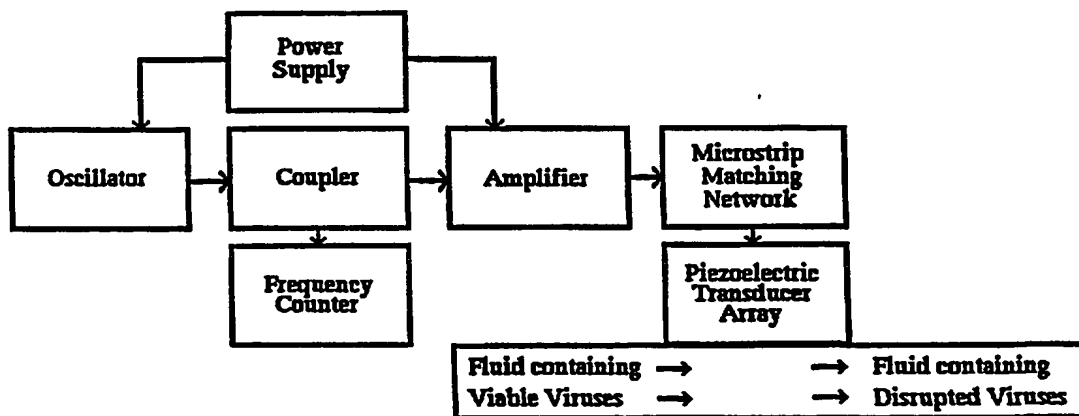 Power
Supply
Oscillator
Coupler
Amplifier
Microstrip
Matching
Network
Frequency
Counter
Piezoelectric
Transducer
Array
Fluid containing → → Fluid containing
Viable Viruses → → Disrupted Viruses